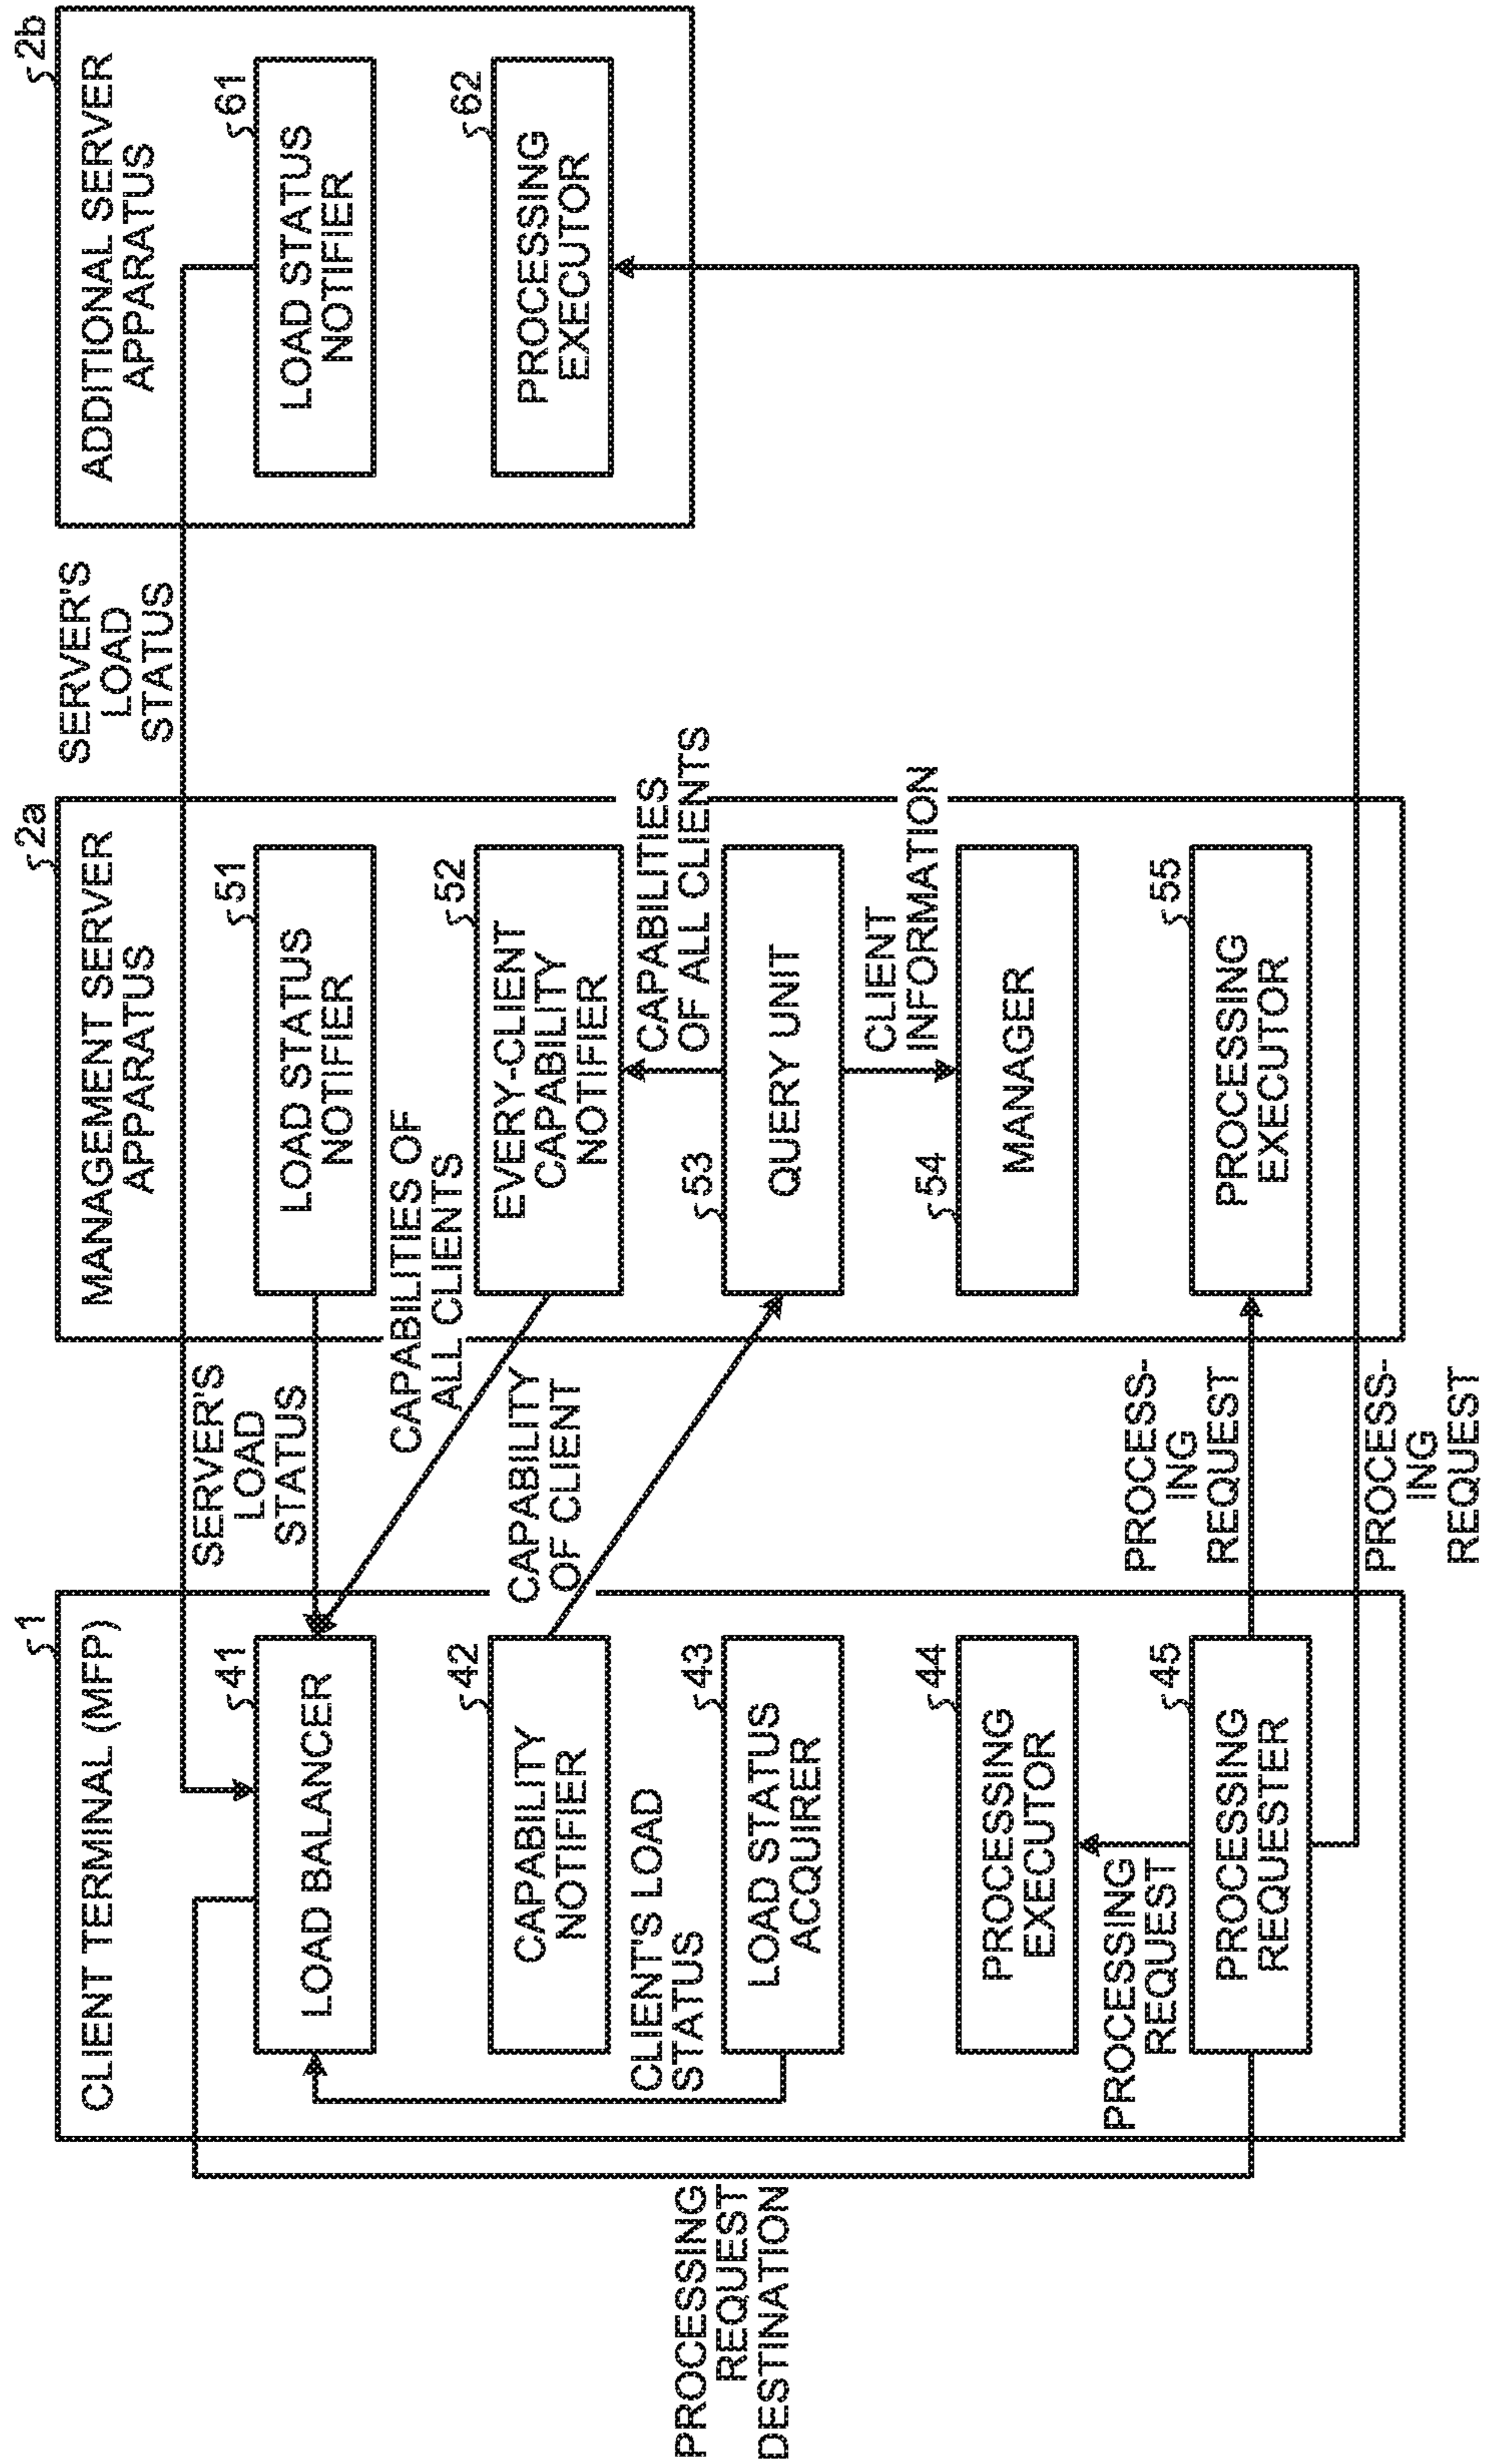 CLIENT TERMINAL (MFP)
1
LOAD BALANCER
41
CAPABILITY
NOTIFIER
42
CLIENT'S LOAD
STATUS
LOAD STATUS
ACQUIRER
43
PROCESSING
EXECUTOR
44
PROCESSING
REQUEST
PROCESSING
REQUESTER
45
PROCESSING
REQUEST
DESTINATION
SERVER'S
LOAD
STATUS
CAPABILITIES OF
ALL CLIENTS
CAPABILITY
OF CLIENT
PROCESS-
ING
REQUEST
PROCESS-
ING
REQUEST
MANAGEMENT SERVER
APPARATUS
2a
LOAD STATUS
NOTIFIER
51
EVERY-CLIENT
CAPABILITY
NOTIFIER
52
CAPABILITIES
OF ALL CLIENTS
QUERY UNIT
53
CLIENT
INFORMATION
MANAGER
54
PROCESSING
EXECUTOR
55
SERVER'S
LOAD
STATUS
ADDITIONAL SERVER
APPARATUS
2b
LOAD STATUS
NOTIFIER
61
PROCESSING
EXECUTOR
62